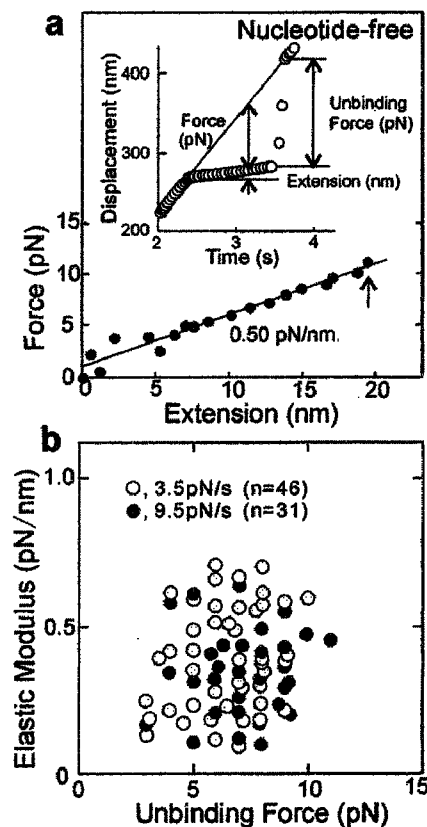 a
Nucleotide-free
Displacement (nm)
400
300
200
Force (pN)
Unbinding Force (pN)
Extension (nm)
2
3
4
Time (s)
Force (pN)
15
10
5
0
0.50 pN/nm.
0
5
10
15
20
Extension (nm)
b
Elastic Modulus (pN/nm)
1.0
0.5
0
○, 3.5pN/s (n=46)
●, 9.5pN/s (n=31)
0
5
10
15
Unbinding Force (pN)